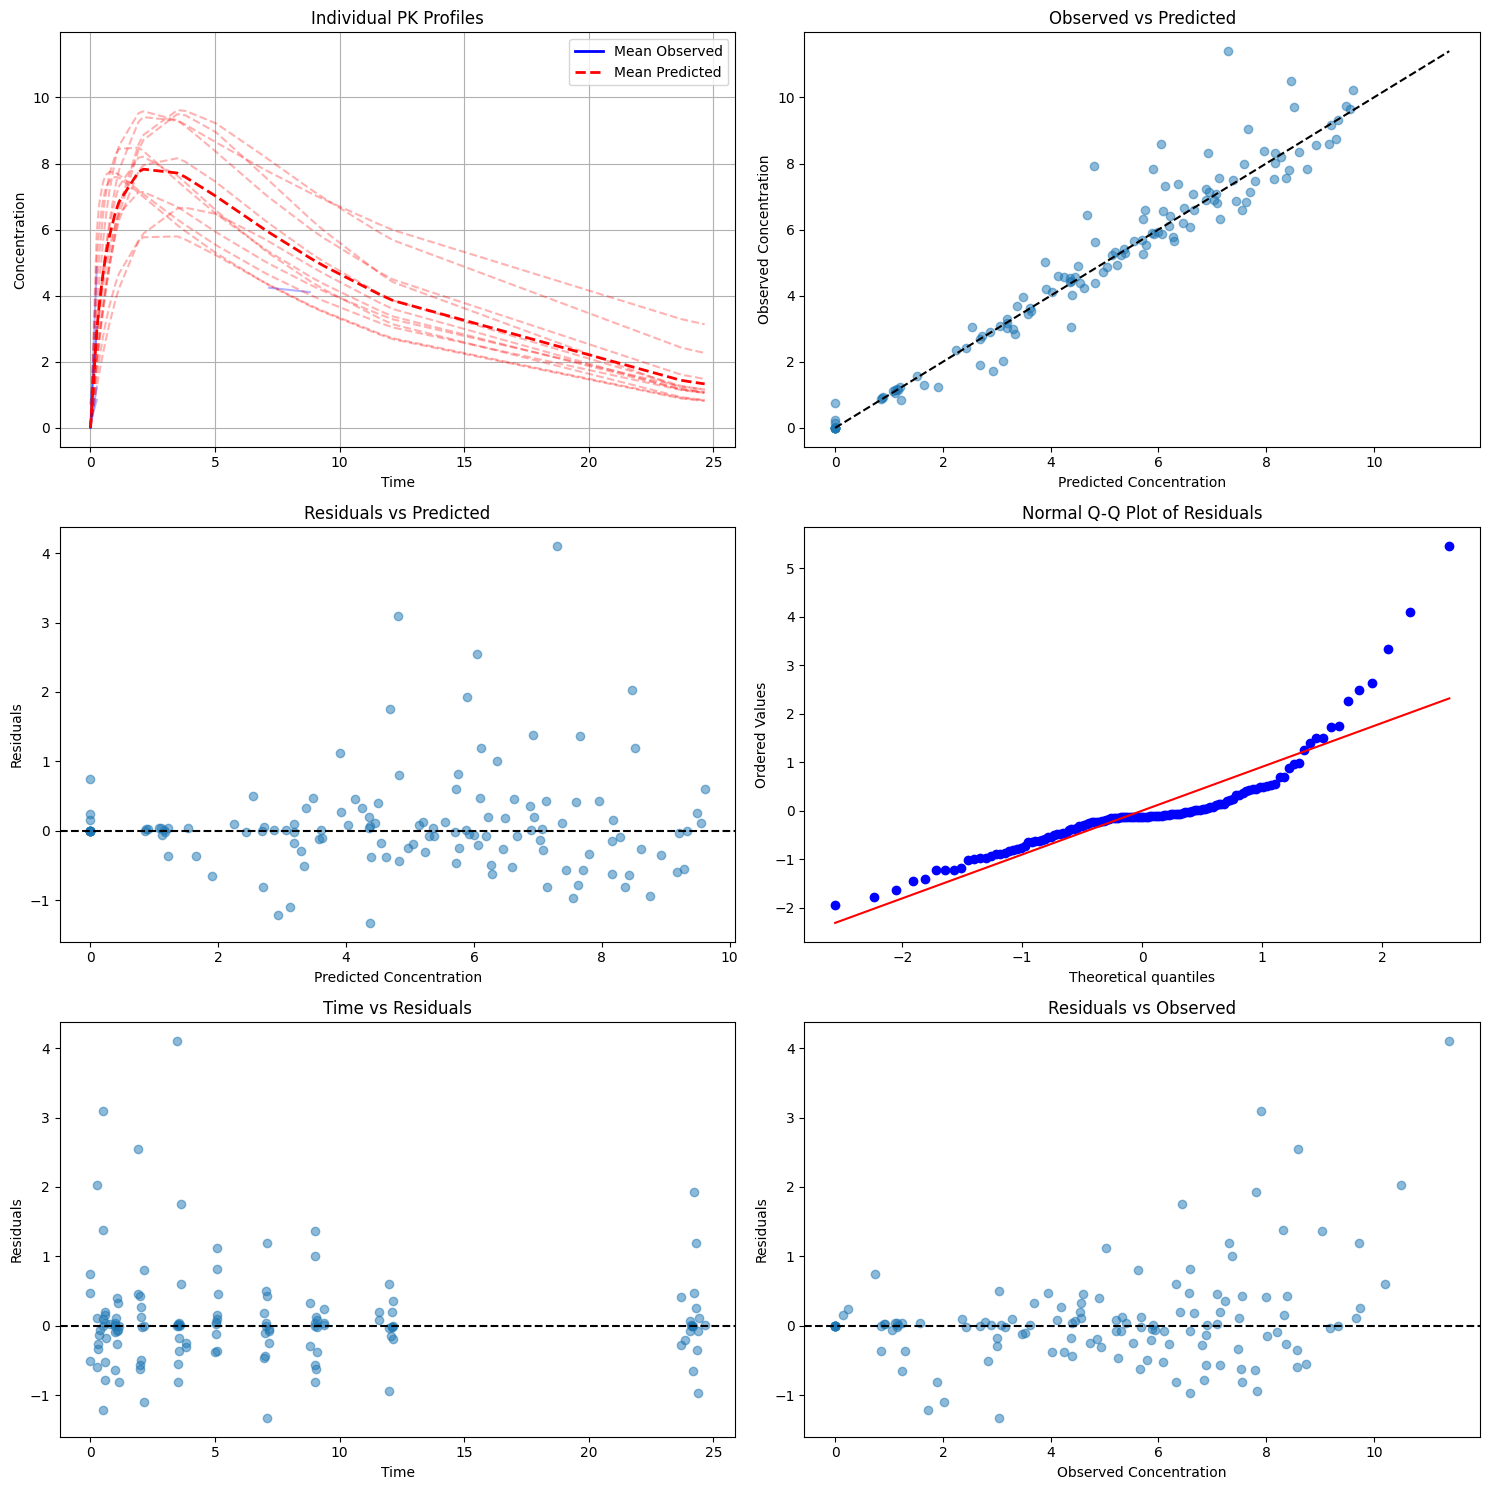 Individual PK Profiles
Concentration
10
8
6
4
2
0
0 5 10 15 20 25
Time
Mean Observed
Mean Predicted
Observed vs Predicted
Observed Concentration
10
8
6
4
2
0
0 2 4 6 8 10
Predicted Concentration
Residuals vs Predicted
Residuals
4
3
2
1
0
−1
0 2 4 6 8 10
Predicted Concentration
Normal Q-Q Plot of Residuals
Ordered Values
5
4
3
2
1
0
−1
−2
−2 −1 0 1 2
Theoretical quantiles
Time vs Residuals
Residuals
4
3
2
1
0
−1
0 5 10 15 20 25
Time
Residuals vs Observed
Residuals
4
3
2
1
0
−1
0 2 4 6 8 10
Observed Concentration